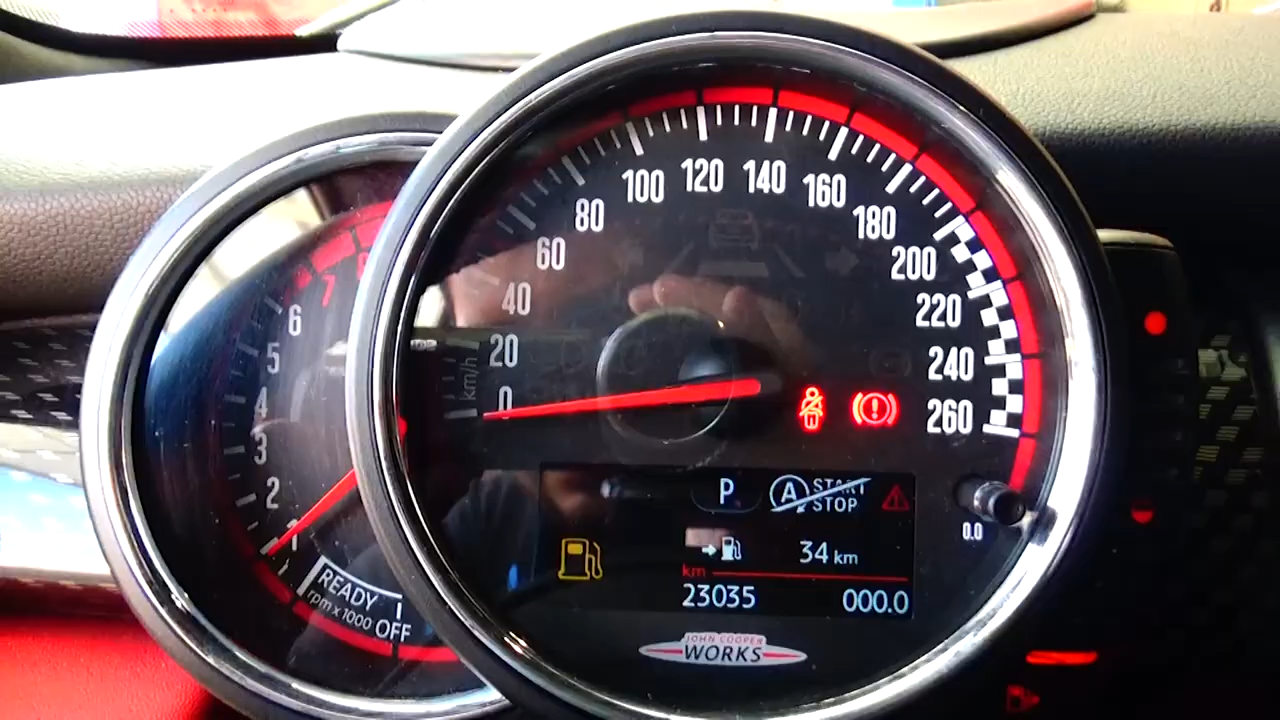 0
20
40
60
80
100
120
140
160
180
200
220
240
260
km/h
P
A START
STOP
34 km
km
23035 000.0
0.0
JOHN COOPER
WORKS
7
6
5
4
3
2
1
READY
rpm x 1000 OFF